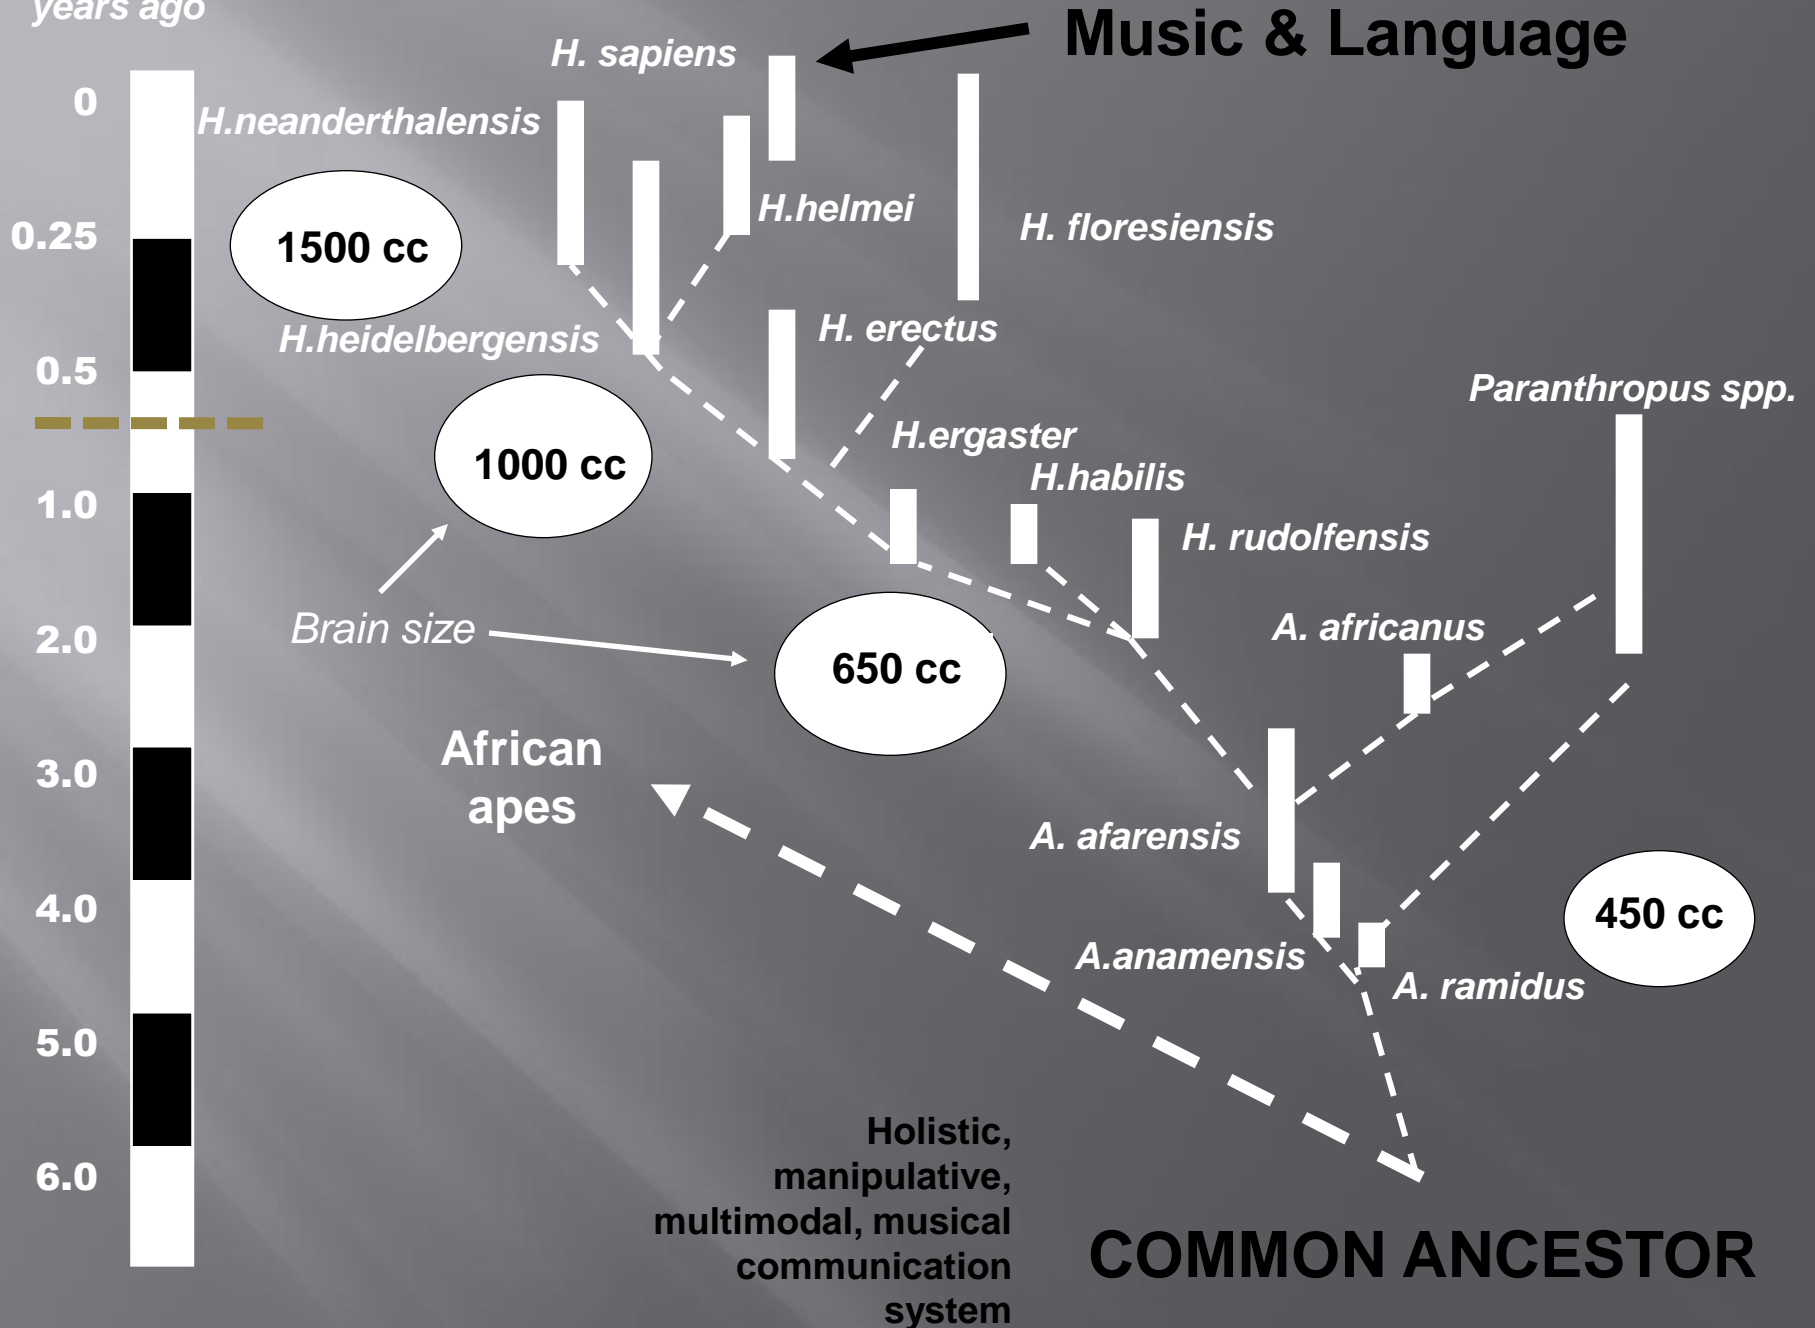 years ago
Music & Language
H. sapiens
0
H.neanderthalensis
H.helmei
H. floresiensis
0.25
1500 cc
H. erectus
H.heidelbergensis
0.5
Paranthropus spp.
H.ergaster
1000 cc
H.habilis
1.0
H. rudolfensis
Brain size
A. africanus
2.0
650 cc
African
apes
3.0
A. afarensis
4.0
450 cc
A.anamensis
A. ramidus
5.0
Holistic,
manipulative,
multimodal, musical
communication
system
6.0
COMMON ANCESTOR